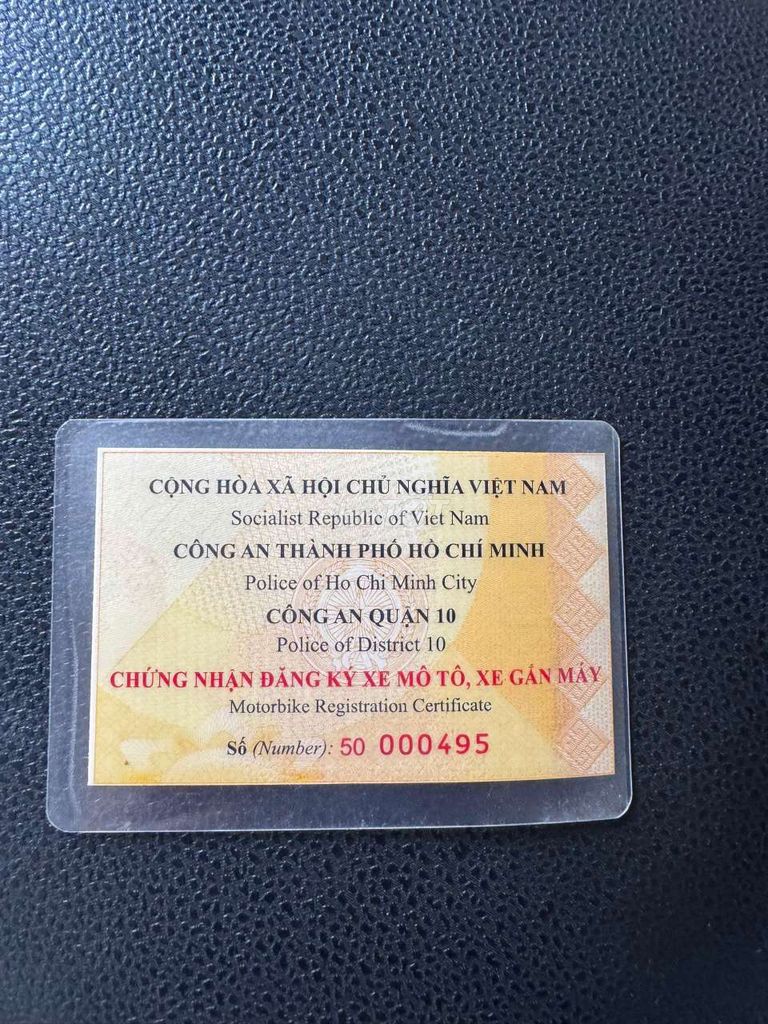 CỘNG HÒA XÃ HỘI CHỦ NGHĨA VIỆT NAM
Socialist Republic of Viet Nam
CÔNG AN THÀNH PHỐ HỒ CHÍ MINH
Police of Ho Chi Minh City
CÔNG AN QUẬN 10
Police of District 10
CHỨNG NHẬN ĐĂNG KÝ XE MÔ TÔ, XE GẮN MÁY
Motorbike Registration Certificate
Số (Number): 50 000495